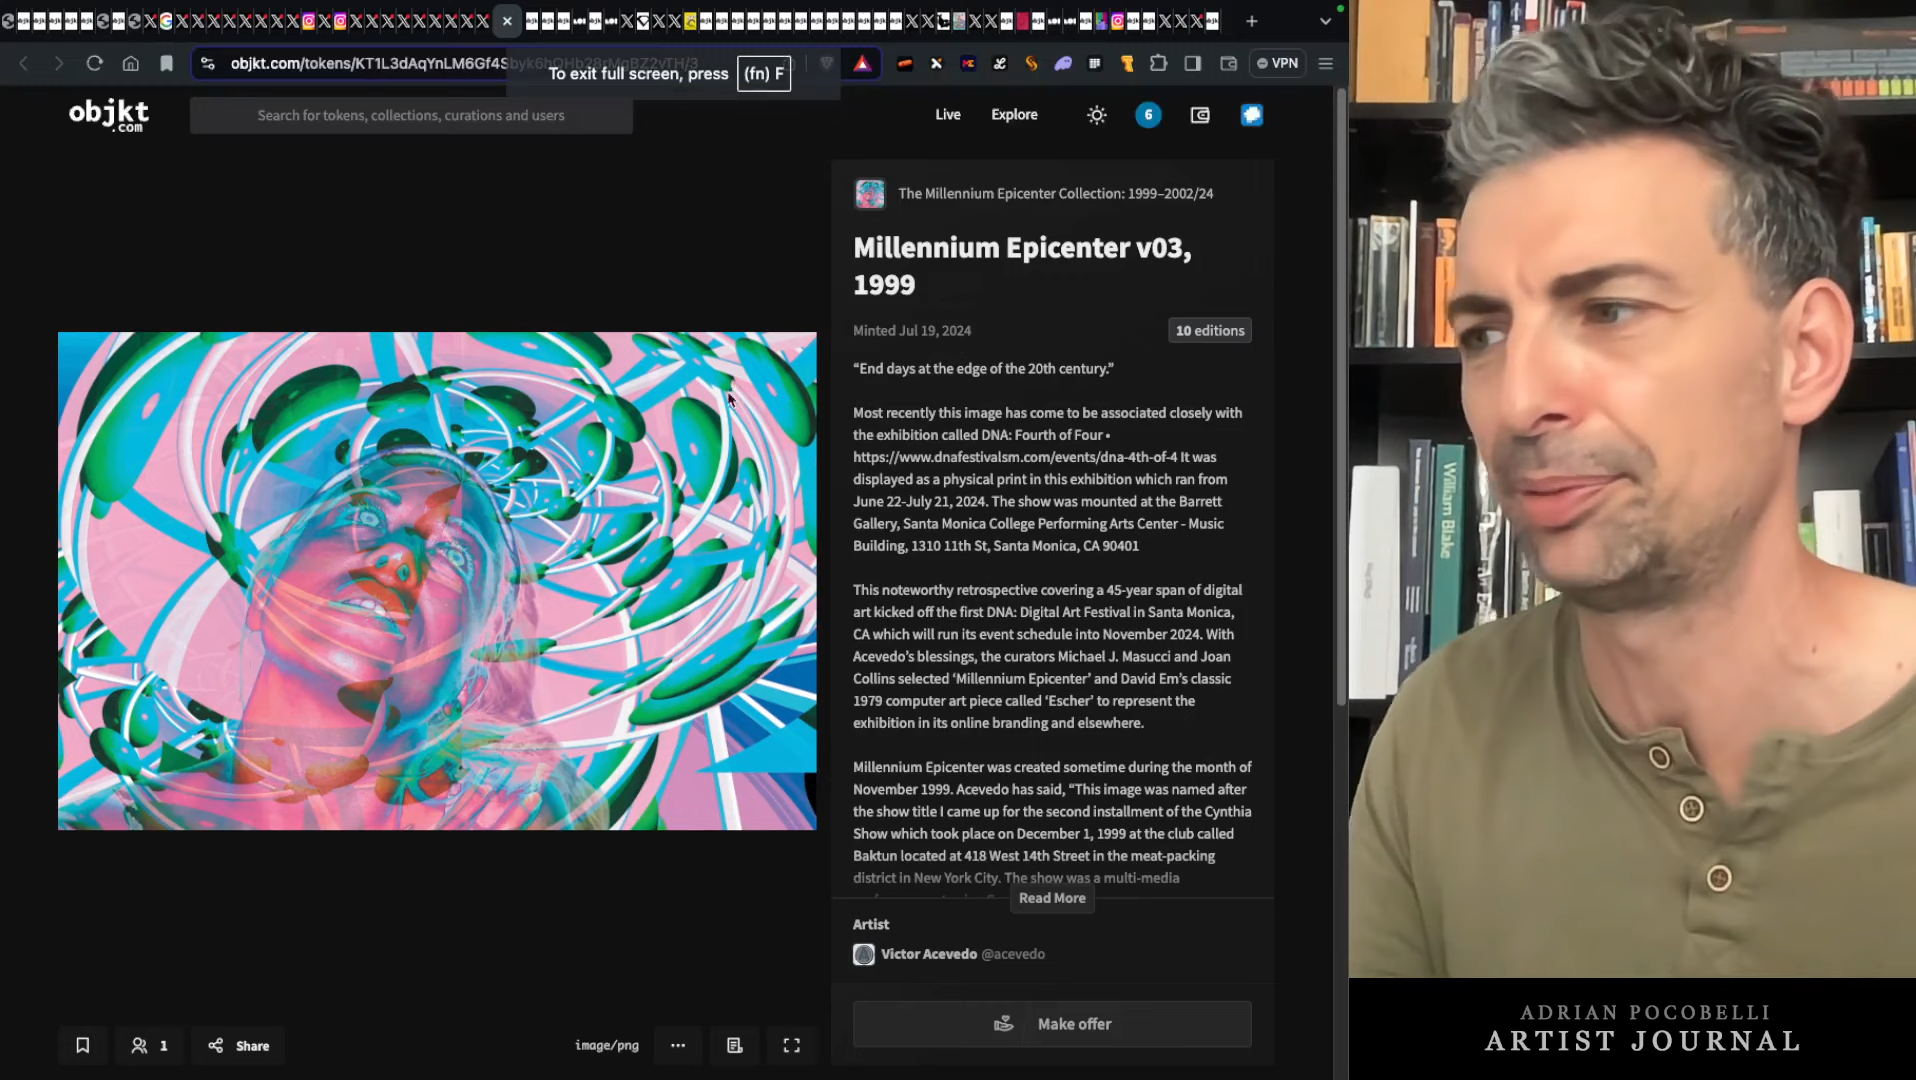 objkt.com/tokens/KT1L3dAqYnLM6Gf4S
To exit full screen, press (fn) F
VPN
objkt
.com
Search for tokens, collections, curations and users
Live
Explore
6
The Millennium Epicenter Collection: 1999–2002/24
Millennium Epicenter v03,
1999
Minted Jul 19, 2024
10 editions
“End days at the edge of the 20th century.”
Most recently this image has come to be associated closely with
the exhibition called DNA: Fourth of Four •
https://www.dnafestivalsm.com/events/dna-4th-of-4 It was
displayed as a physical print in this exhibition which ran from
June 22-July 21, 2024. The show was mounted at the Barrett
Gallery, Santa Monica College Performing Arts Center - Music
Building, 1310 11th St, Santa Monica, CA 90401
This noteworthy retrospective covering a 45-year span of digital
art kicked off the first DNA: Digital Art Festival in Santa Monica,
CA which will run its event schedule into November 2024. With
Acevedo’s blessings, the curators Michael J. Masucci and Joan
Collins selected ‘Millennium Epicenter’ and David Em’s classic
1979 computer art piece called ‘Escher’ to represent the
exhibition in its online branding and elsewhere.
Millennium Epicenter was created sometime during the month of
November 1999. Acevedo has said, “This image was named after
the show title I came up for the second installment of the Cynthia
Show which took place on December 1, 1999 at the club called
Baktun located at 418 West 14th Street in the meat-packing
district in New York City. The show was a multi-media
Read More
Artist
Victor Acevedo @acevedo
Make offer
1
Share
image/png
William Blake
ADRIAN POCOBELLI
ARTIST JOURNAL